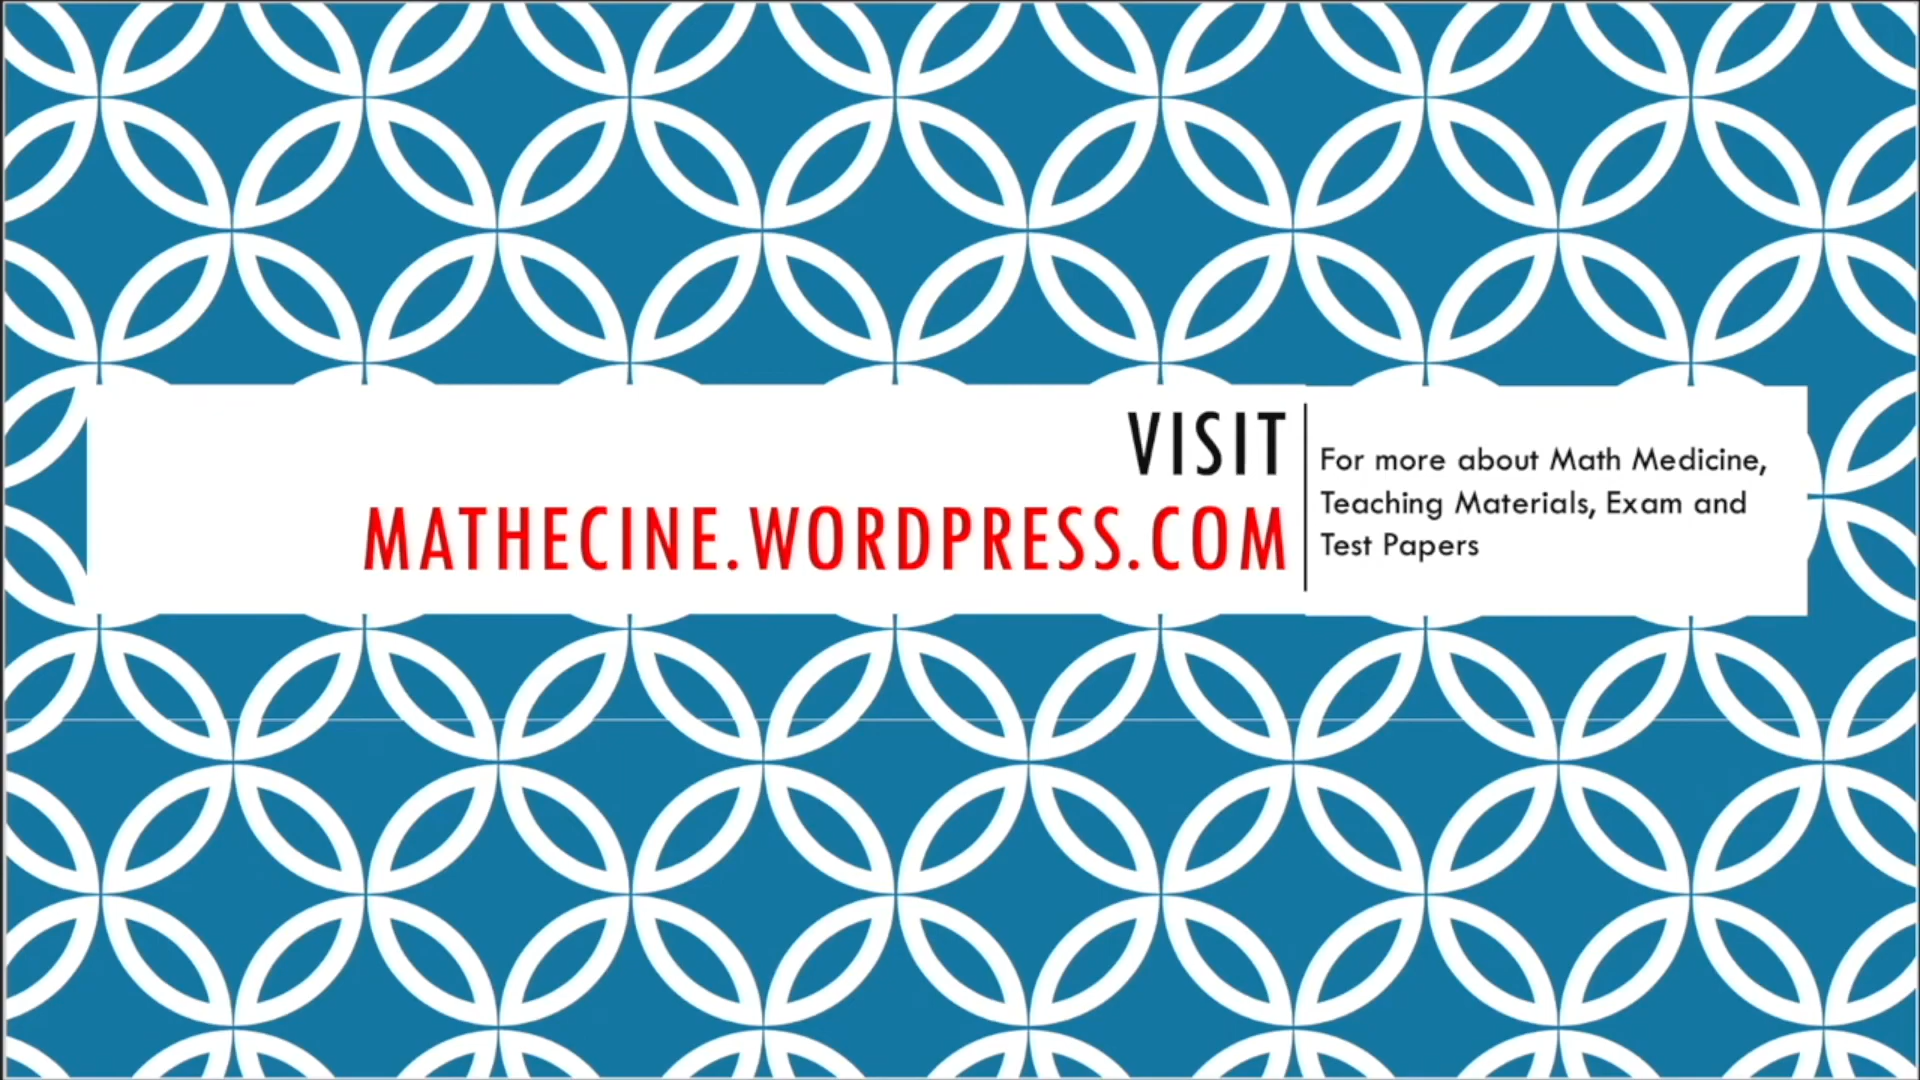 VISIT
MATHECINE.WORDPRESS.COM
For more about Math Medicine,
Teaching Materials, Exam and
Test Papers